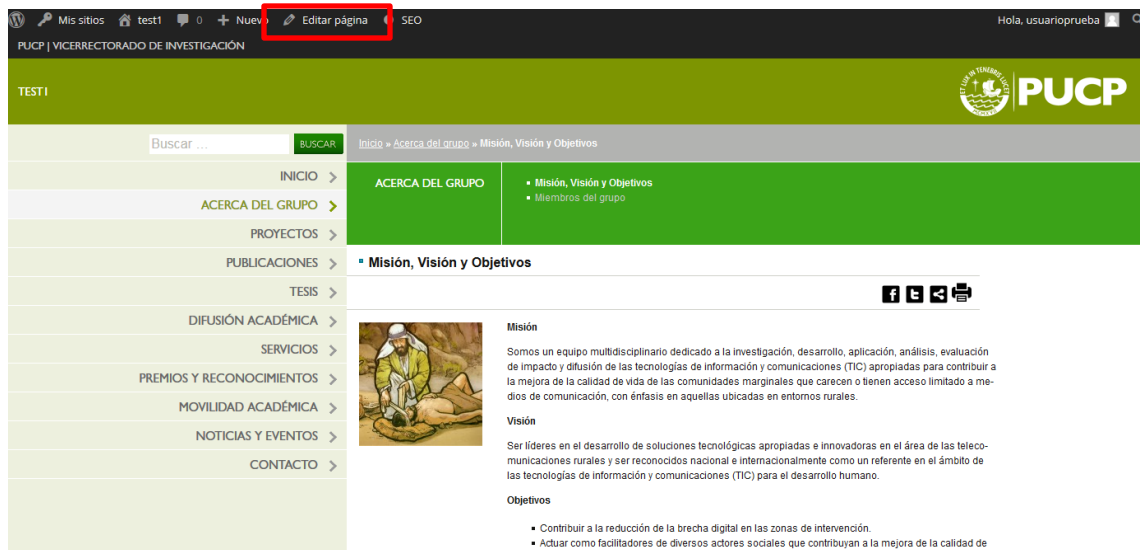 Mis sitios test1 0 + Nuevo Editar página SEO Hola, usuarioprueba
PUCP | VICERRECTORADO DE INVESTIGACIÓN
TEST I
ET LUX IN TENEBRIS LUCET
MCMXVII
PUCP
Buscar ... BUSCAR
Inicio » Acerca del grupo » Misión, Visión y Objetivos
INICIO
ACERCA DEL GRUPO
PROYECTOS
PUBLICACIONES
TESIS
DIFUSIÓN ACADÉMICA
SERVICIOS
PREMIOS Y RECONOCIMIENTOS
MOVILIDAD ACADÉMICA
NOTICIAS Y EVENTOS
CONTACTO
ACERCA DEL GRUPO
Misión, Visión y Objetivos
Miembros del grupo
Misión, Visión y Objetivos
Misión
Somos un equipo multidisciplinario dedicado a la investigación, desarrollo, aplicación, análisis, evaluación
de impacto y difusión de las tecnologías de información y comunicaciones (TIC) apropiadas para contribuir a
la mejora de la calidad de vida de las comunidades marginales que carecen o tienen acceso limitado a me-
dios de comunicación, con énfasis en aquellas ubicadas en entornos rurales.
Visión
Ser líderes en el desarrollo de soluciones tecnológicas apropiadas e innovadoras en el área de las teleco-
municaciones rurales y ser reconocidos nacional e internacionalmente como un referente en el ámbito de
las tecnologías de información y comunicaciones (TIC) para el desarrollo humano.
Objetivos
Contribuir a la reducción de la brecha digital en las zonas de intervención.
Actuar como facilitadores de diversos actores sociales que contribuyan a la mejora de la calidad de